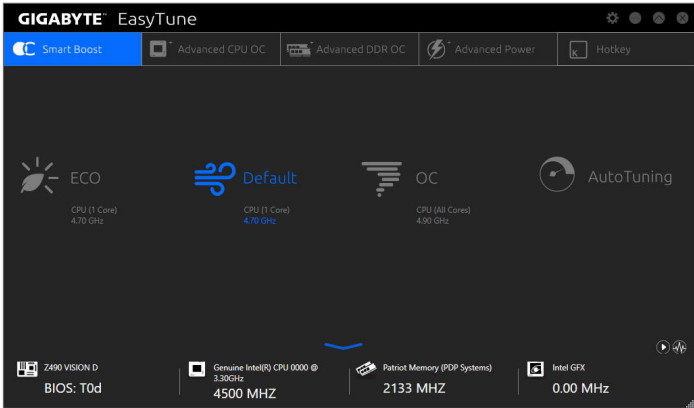 GIGABYTE™ EasyTune
Smart Boost
Advanced CPU OC
Advanced DDR OC
Advanced Power
K Hotkey
ECO
CPU (1 Core)
4.70 GHz
Default
CPU (1 Core)
4.70 GHz
OC
CPU (All Cores)
4.90 GHz
AutoTuning
Z490 VISION D
BIOS: T0d
Genuine Intel(R) CPU 0000 @
3.30GHz
4500 MHZ
Patriot Memory (PDP Systems)
2133 MHZ
Intel GFX
0.00 MHz